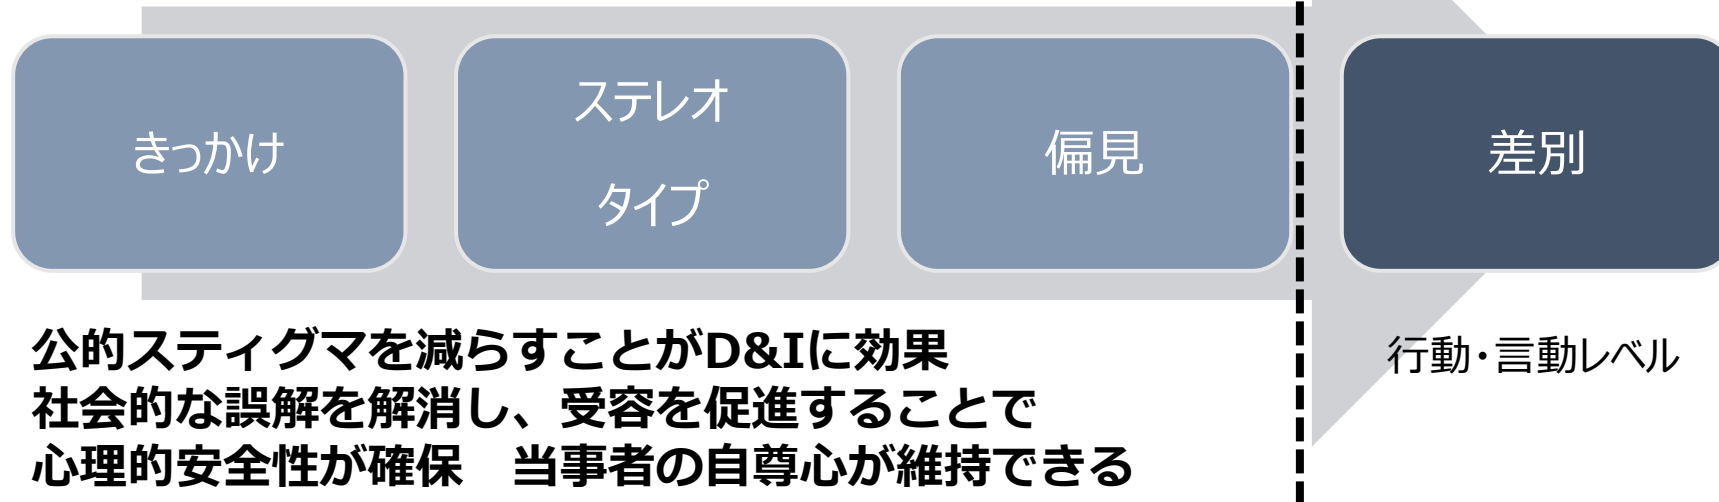 きっかけ
ステレオ
タイプ
偏見
差別
公的スティグマを減らすことがD&Iに効果
社会的な誤解を解消し、受容を促進することで
心理的安全性が確保　当事者の自尊心が維持できる
行動・言動レベル